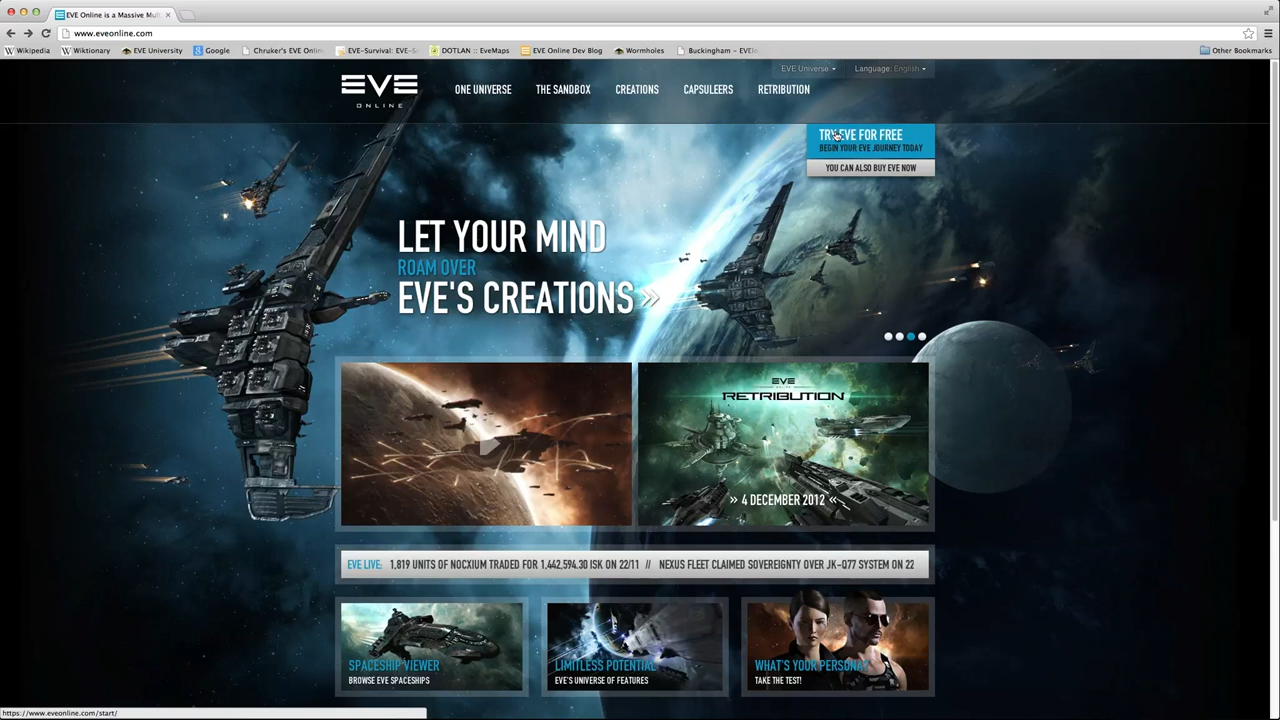 EVE Online is a Massive Mul
www.eveonline.com
Wikipedia
Wiktionary
EVE University
Google
Chruker's EVE Onlin
EVE-Survival: EVE-S
DOTLAN :: EveMaps
EVE Online Dev Blog
Wormholes
Buckingham – EVElo
Other Bookmarks
EVE Universe
Language: English
EVE
ONLINE
ONE UNIVERSE
THE SANDBOX
CREATIONS
CAPSULEERS
RETRIBUTION
TRY EVE FOR FREE
BEGIN YOUR EVE JOURNEY TODAY
YOU CAN ALSO BUY EVE NOW
LET YOUR MIND
ROAM OVER
EVE'S CREATIONS »
EVE
ONLINE
RETRIBUTION
» 4 DECEMBER 2012 «
EVE LIVE: 1,819 UNITS OF NOCXIUM TRADED FOR 1,442,594.30 ISK ON 22/11 // NEXUS FLEET CLAIMED SOVEREIGNTY OVER JK-Q77 SYSTEM ON 22
SPACESHIP VIEWER
BROWSE EVE SPACESHIPS
LIMITLESS POTENTIAL
EVE'S UNIVERSE OF FEATURES
WHAT'S YOUR PERSONA?
TAKE THE TEST!
https://www.eveonline.com/start/